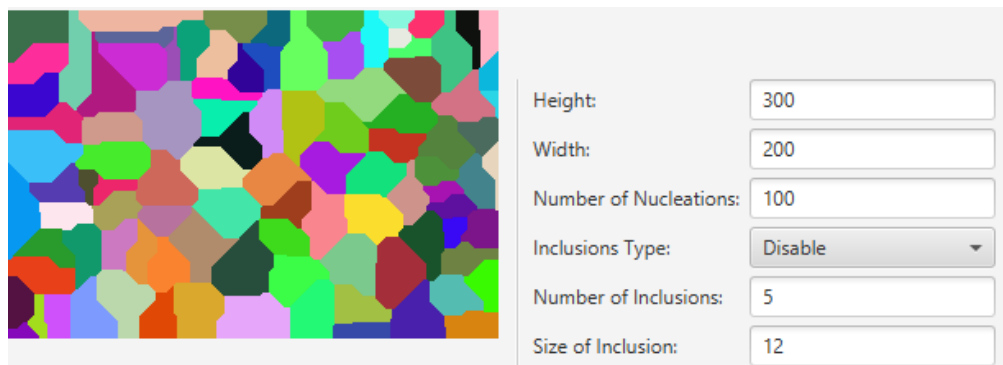 Height: 300
Width: 200
Number of Nucleations: 100
Inclusions Type: Disable
Number of Inclusions: 5
Size of Inclusion: 12